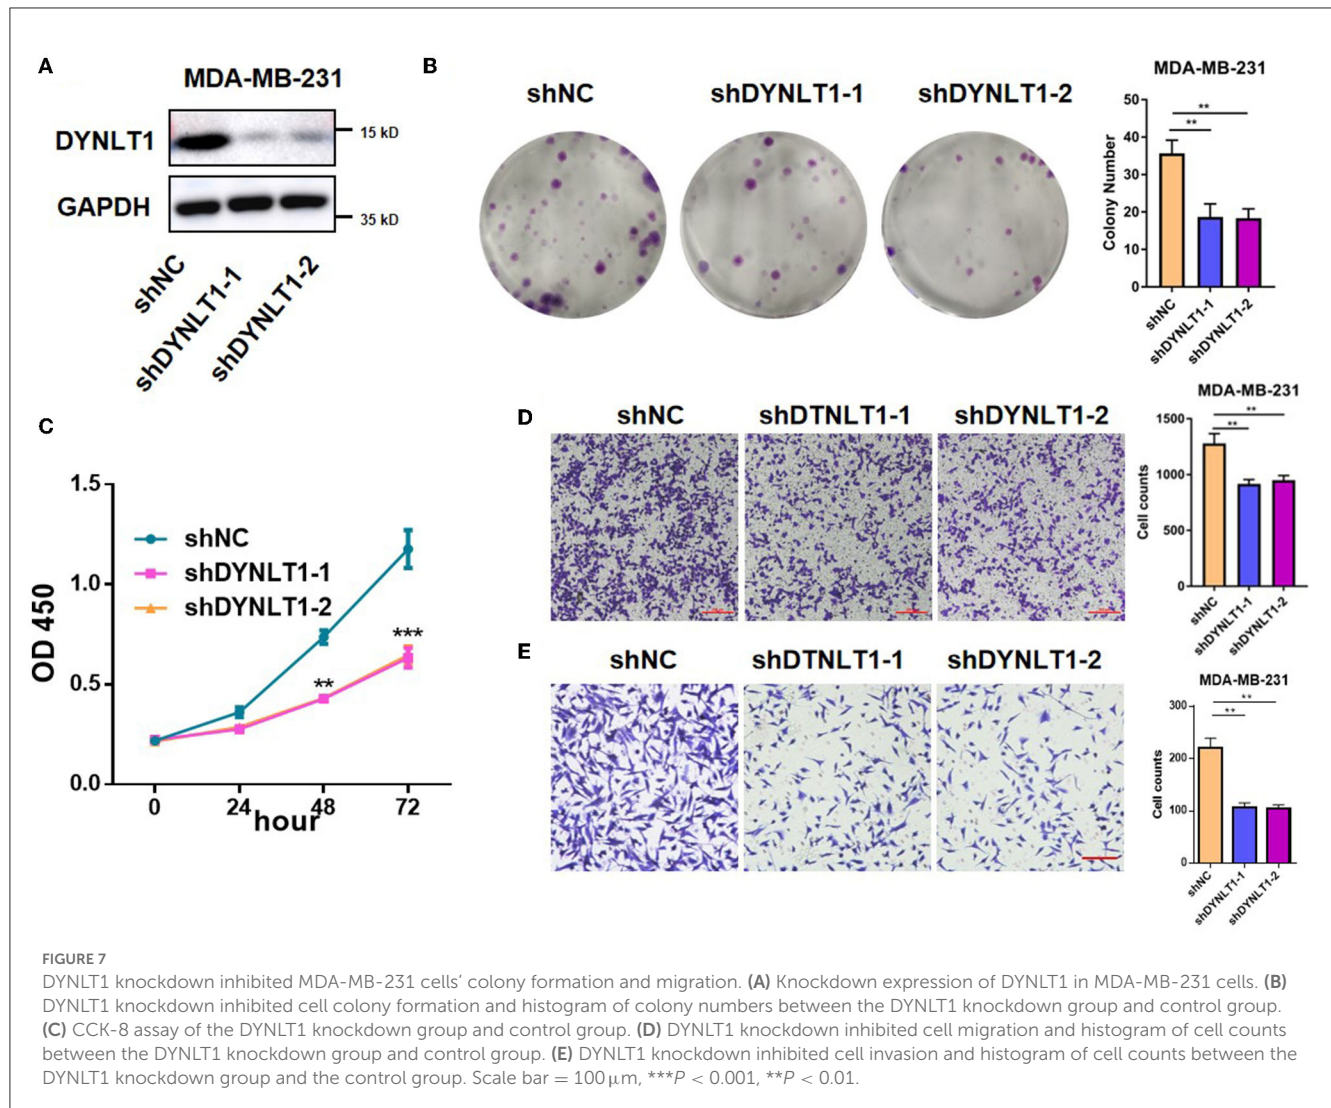 A
MDA-MB-231
DYNLT1
15 kD
GAPDH
35 kD
shNC
shDYNLT1-1
shDYNLT1-2
B
shNC
shDYNLT1-1
shDYNLT1-2
MDA-MB-231
Colony Number
50
40
30
20
10
0
**
**
shNC
shDYNLT1-1
shDYNLT1-2
C
OD 450
1.5
1.0
0.5
0.0
shNC
shDYNLT1-1
shDYNLT1-2
**
***
0
24
48
72
hour
D
shNC
shDTNLT1-1
shDYNLT1-2
MDA-MB-231
Cell counts
1500
1000
500
0
**
**
shNC
shDYNLT1-1
shDYNLT1-2
E
shNC
shDTNLT1-1
shDYNLT1-2
MDA-MB-231
Cell counts
300
200
100
0
**
**
shNC
shDYNLT1-1
shDYNLT1-2
FIGURE 7
DYNLT1 knockdown inhibited MDA-MB-231 cells' colony formation and migration. (A) Knockdown expression of DYNLT1 in MDA-MB-231 cells. (B)
DYNLT1 knockdown inhibited cell colony formation and histogram of colony numbers between the DYNLT1 knockdown group and control group.
(C) CCK-8 assay of the DYNLT1 knockdown group and control group. (D) DYNLT1 knockdown inhibited cell migration and histogram of cell counts
between the DYNLT1 knockdown group and control group. (E) DYNLT1 knockdown inhibited cell invasion and histogram of cell counts between the
DYNLT1 knockdown group and the control group. Scale bar = 100 μm, ***P < 0.001, **P < 0.01.